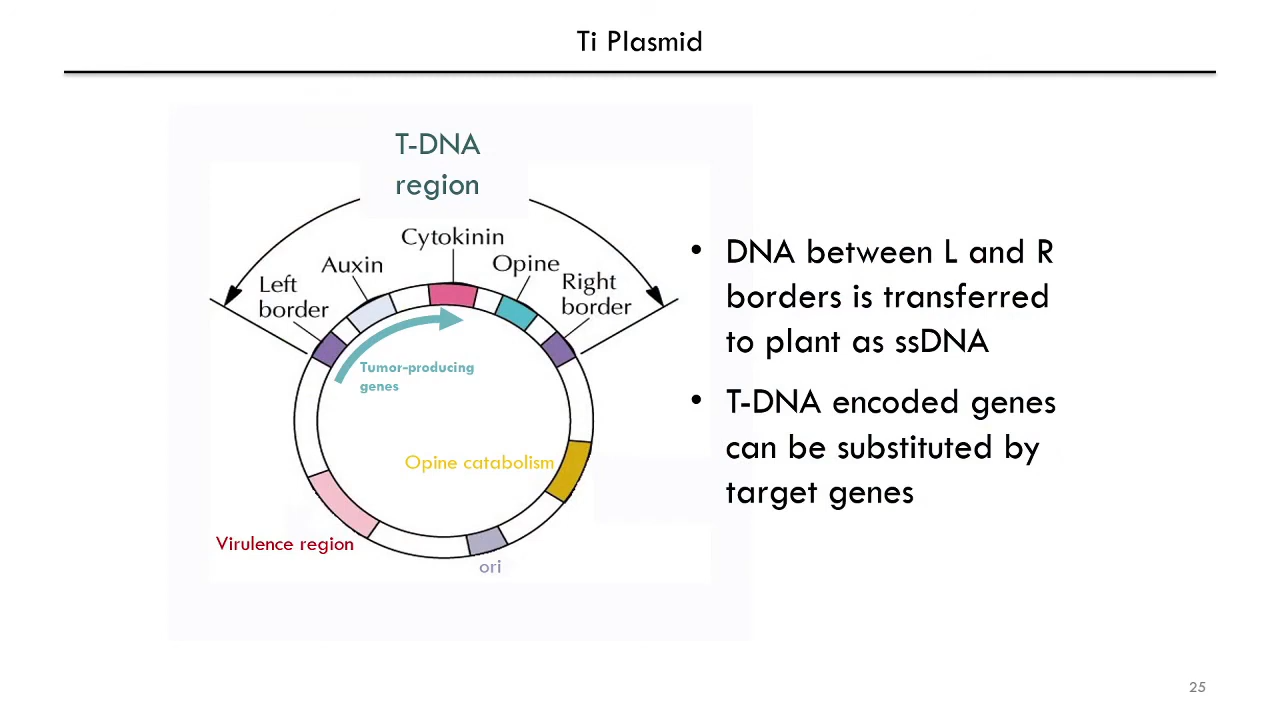 Ti Plasmid
T-DNA
region
Cytokinin
Auxin
Opine
Left
border
Right
border
Tumor-producing
genes
Opine catabolism
Virulence region
ori
• DNA between L and R
borders is transferred
to plant as ssDNA
• T-DNA encoded genes
can be substituted by
target genes
25